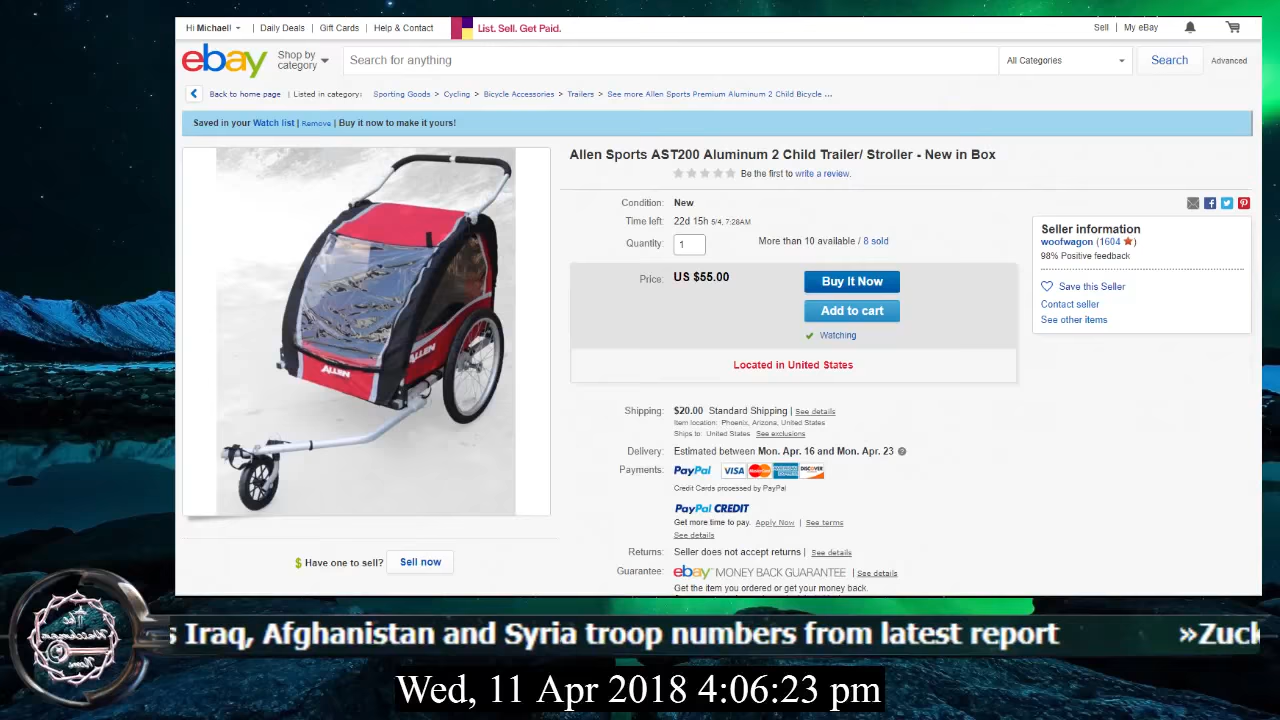 Hi Michael! | Daily Deals | Gift Cards | Help & Contact List. Sell. Get Paid. Sell | My eBay
ebay Shop by category Search for anything All Categories Search Advanced
Back to home page | Listed in category: Sporting Goods > Cycling > Bicycle Accessories > Trailers > See more Allen Sports Premium Aluminum 2 Child Bicycle ...
Saved in your Watch list | Remove | Buy it now to make it yours!
Allen Sports AST200 Aluminum 2 Child Trailer/ Stroller - New in Box
Be the first to write a review.
Condition: New
Time left: 22d 15h 5/4, 7:28AM
Quantity: 1 More than 10 available / 8 sold
Price: US $55.00 Buy It Now
Add to cart
Watching
Located in United States
Seller information
woofwagon (1604 )
98% Positive feedback
Save this Seller
Contact seller
See other items
Shipping: $20.00 Standard Shipping | See details
Item location: Phoenix, Arizona, United States
Ships to: United States See exclusions
Delivery: Estimated between Mon. Apr. 16 and Mon. Apr. 23
Payments: PayPal VISA MasterCard AMERICAN EXPRESS DISCOVER
Credit Cards processed by PayPal
PayPal CREDIT
Get more time to pay. Apply Now | See terms
See details
Returns: Seller does not accept returns | See details
Guarantee: ebay MONEY BACK GUARANTEE | See details
Get the item you ordered or get your money back.
ALLEN
ALLEN
$ Have one to sell? Sell now
The Watchman Home
s Iraq, Afghanistan and Syria troop numbers from latest report »Zuck
Wed, 11 Apr 2018 4:06:23 pm